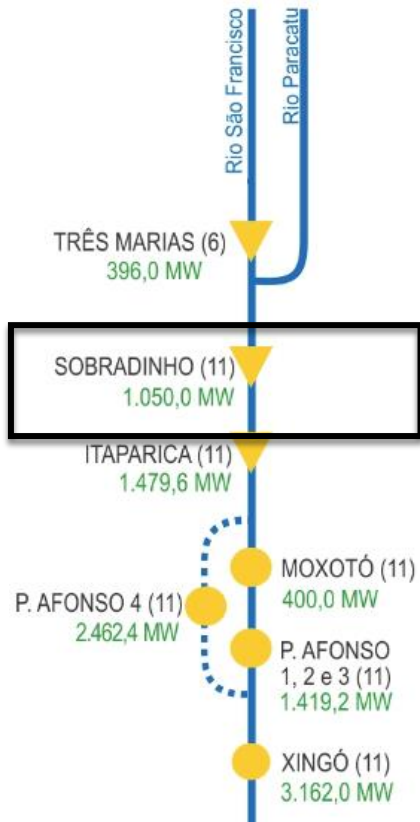 Rio São Francisco
Rio Paracatu
TRÊS MARIAS (6)
396,0 MW
SOBRADINHO (11)
1.050,0 MW
ITAPARICA (11)
1.479,6 MW
MOXOTÓ (11)
400,0 MW
P. AFONSO 4 (11)
2.462,4 MW
P. AFONSO
1, 2 e 3 (11)
1.419,2 MW
XINGÓ (11)
3.162,0 MW